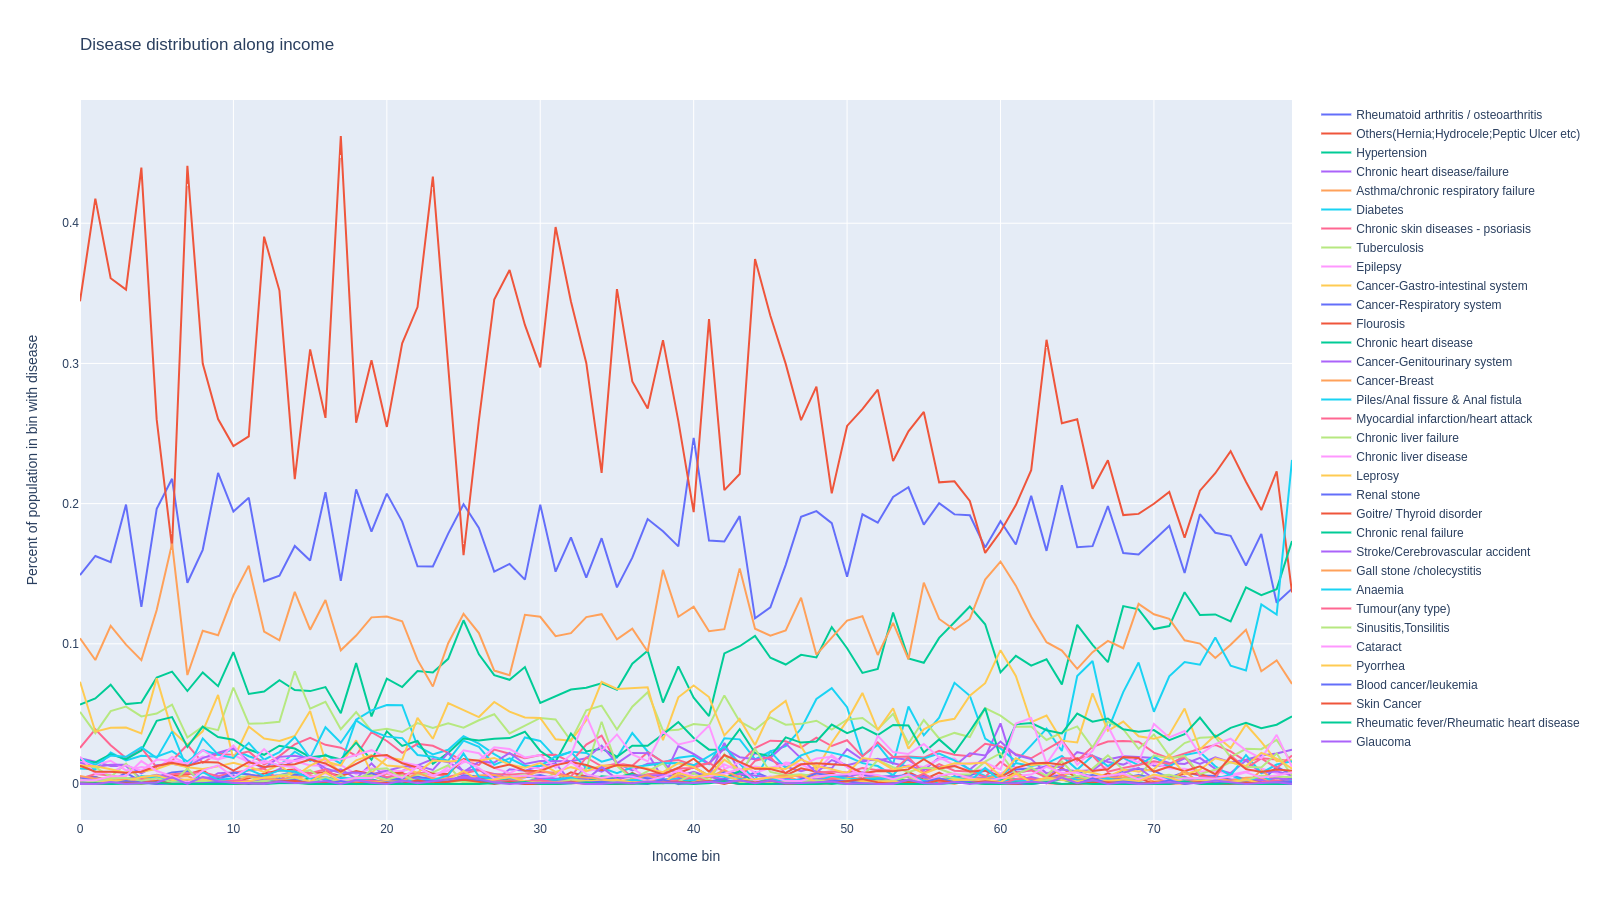 Disease distribution along income
Percent of population in bin with disease
0.4
0.3
0.2
0.1
0
0
10
20
30
40
50
60
70
Income bin
Rheumatoid arthritis / osteoarthritis
Others(Hernia;Hydrocele;Peptic Ulcer etc)
Hypertension
Chronic heart disease/failure
Asthma/chronic respiratory failure
Diabetes
Chronic skin diseases - psoriasis
Tuberculosis
Epilepsy
Cancer-Gastro-intestinal system
Cancer-Respiratory system
Flourosis
Chronic heart disease
Cancer-Genitourinary system
Cancer-Breast
Piles/Anal fissure & Anal fistula
Myocardial infarction/heart attack
Chronic liver failure
Chronic liver disease
Leprosy
Renal stone
Goitre/ Thyroid disorder
Chronic renal failure
Stroke/Cerebrovascular accident
Gall stone /cholecystitis
Anaemia
Tumour(any type)
Sinusitis,Tonsilitis
Cataract
Pyorrhea
Blood cancer/leukemia
Skin Cancer
Rheumatic fever/Rheumatic heart disease
Glaucoma